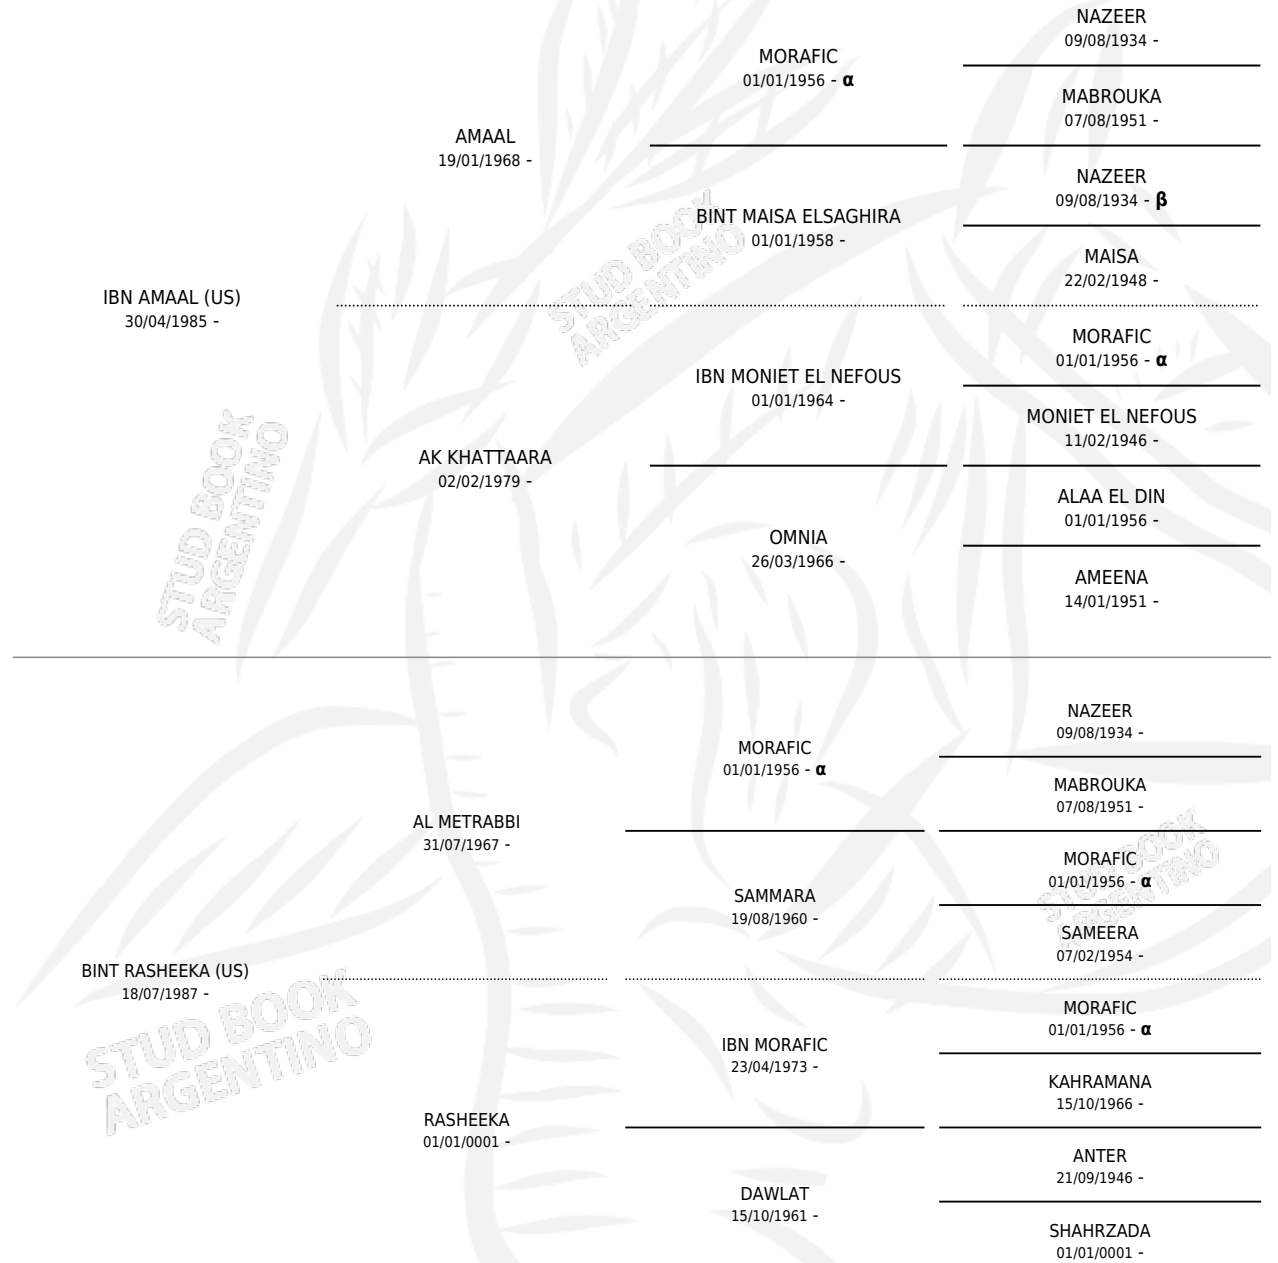 NAZEER
09/08/1934 -
MORAFIC
01/01/1956 - α
MABROUKA
07/08/1951 -
AMAAL
19/01/1968 -
NAZEER
09/08/1934 - β
BINT MAISA ELSAGHIRA
01/01/1958 -
MAISA
22/02/1948 -
IBN AMAAL (US)
30/04/1985 -
MORAFIC
01/01/1956 - α
IBN MONIET EL NEFOUS
01/01/1964 -
MONIET EL NEFOUS
11/02/1946 -
AK KHATTAARA
02/02/1979 -
ALAA EL DIN
01/01/1956 -
OMNIA
26/03/1966 -
AMEENA
14/01/1951 -
NAZEER
09/08/1934 -
MORAFIC
01/01/1956 - α
MABROUKA
07/08/1951 -
AL METRABBI
31/07/1967 -
MORAFIC
01/01/1956 - α
SAMMARA
19/08/1960 -
SAMEERA
07/02/1954 -
BINT RASHEEKA (US)
18/07/1987 -
MORAFIC
01/01/1956 - α
IBN MORAFIC
23/04/1973 -
KAHRAMANA
15/10/1966 -
RASHEEKA
01/01/0001 -
ANTER
21/09/1946 -
DAWLAT
15/10/1961 -
SHAHRZADA
01/01/0001 -
STUD BOOK
ARGENTINO
STUD BOOK
ARGENTINO
STUD BOOK
ARGENTINO
STUD BOOK
ARGENTINO